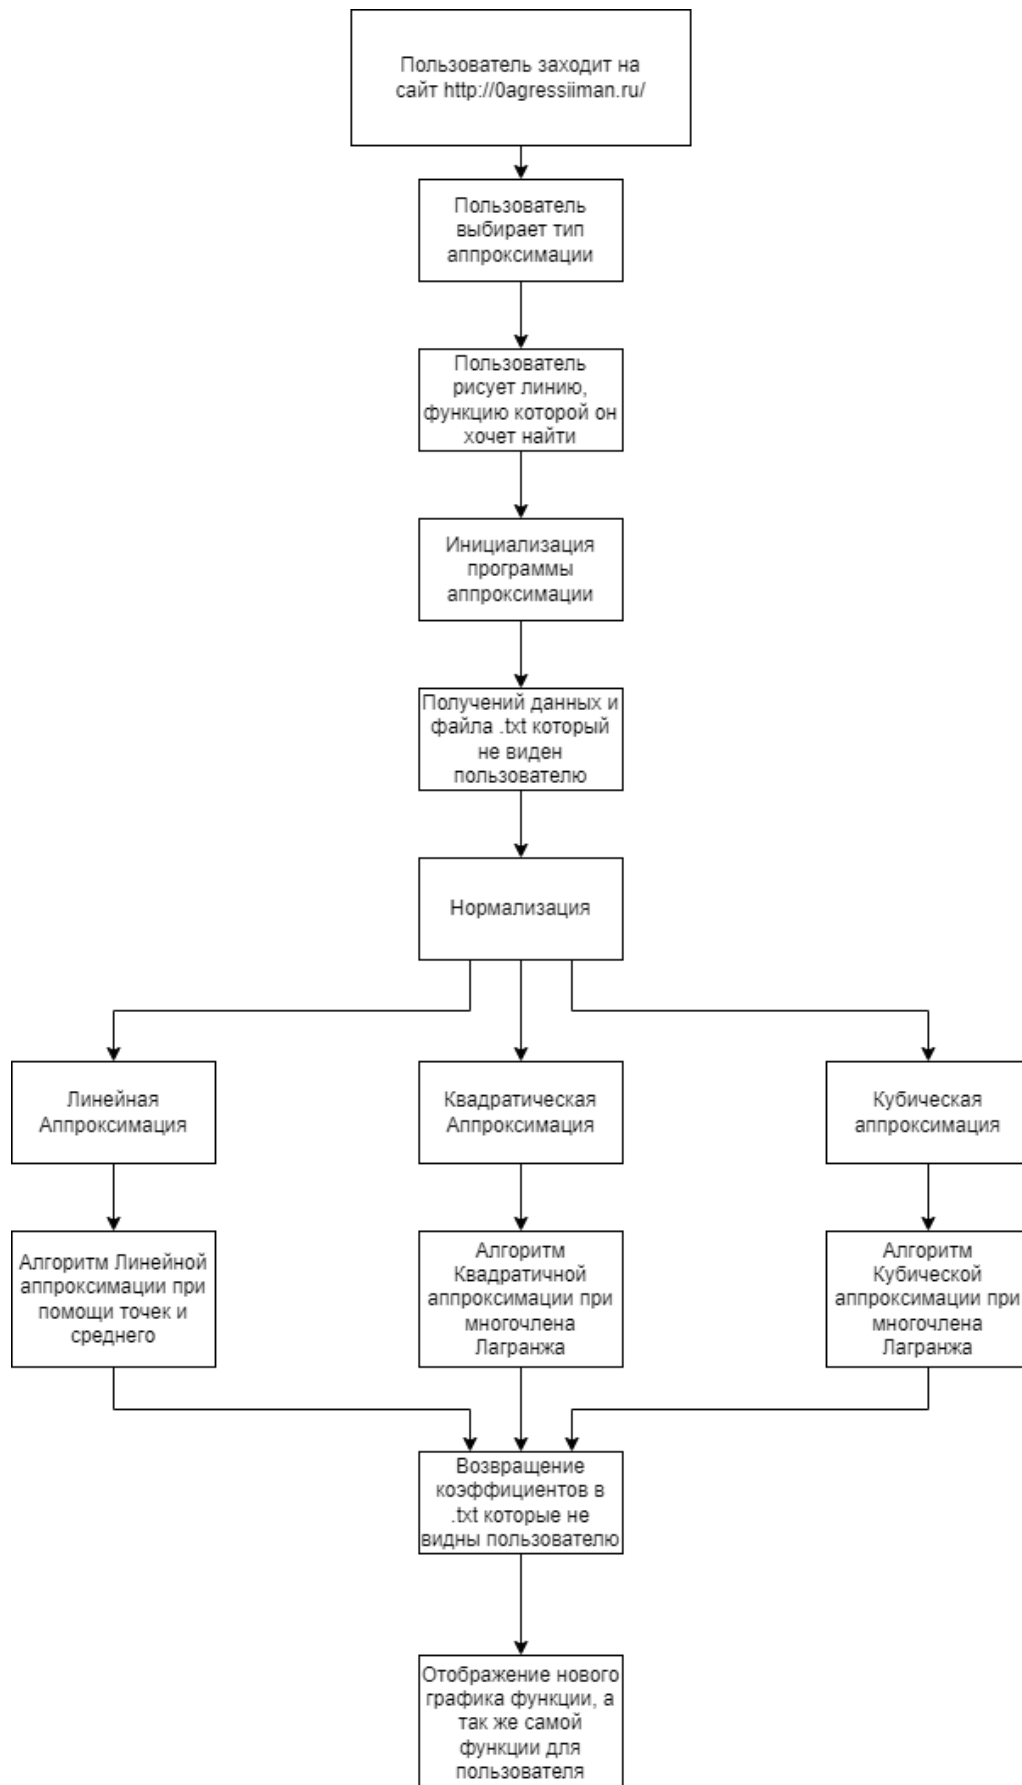 Пользователь заходит на
сайт http://0agressiiman.ru/
Пользователь
выбирает тип
аппроксимации
Пользователь
рисует линию,
функцию которой он
хочет найти
Инициализация
программы
аппроксимации
Получений данных и
файла .txt который
не виден
пользователю
Нормализация
Линейная
Аппроксимация
Квадратическая
Аппроксимация
Кубическая
аппроксимация
Алгоритм Линейной
аппроксимации при
помощи точек и
среднего
Алгоритм
Квадратичной
аппроксимации при
многочлена
Лагранжа
Алгоритм
Кубической
аппроксимации при
многочлена
Лагранжа
Возвращение
коэффициентов в
.txt которые не
видны пользователю
Отображение нового
графика функции, а
так же самой
функции для
пользователя